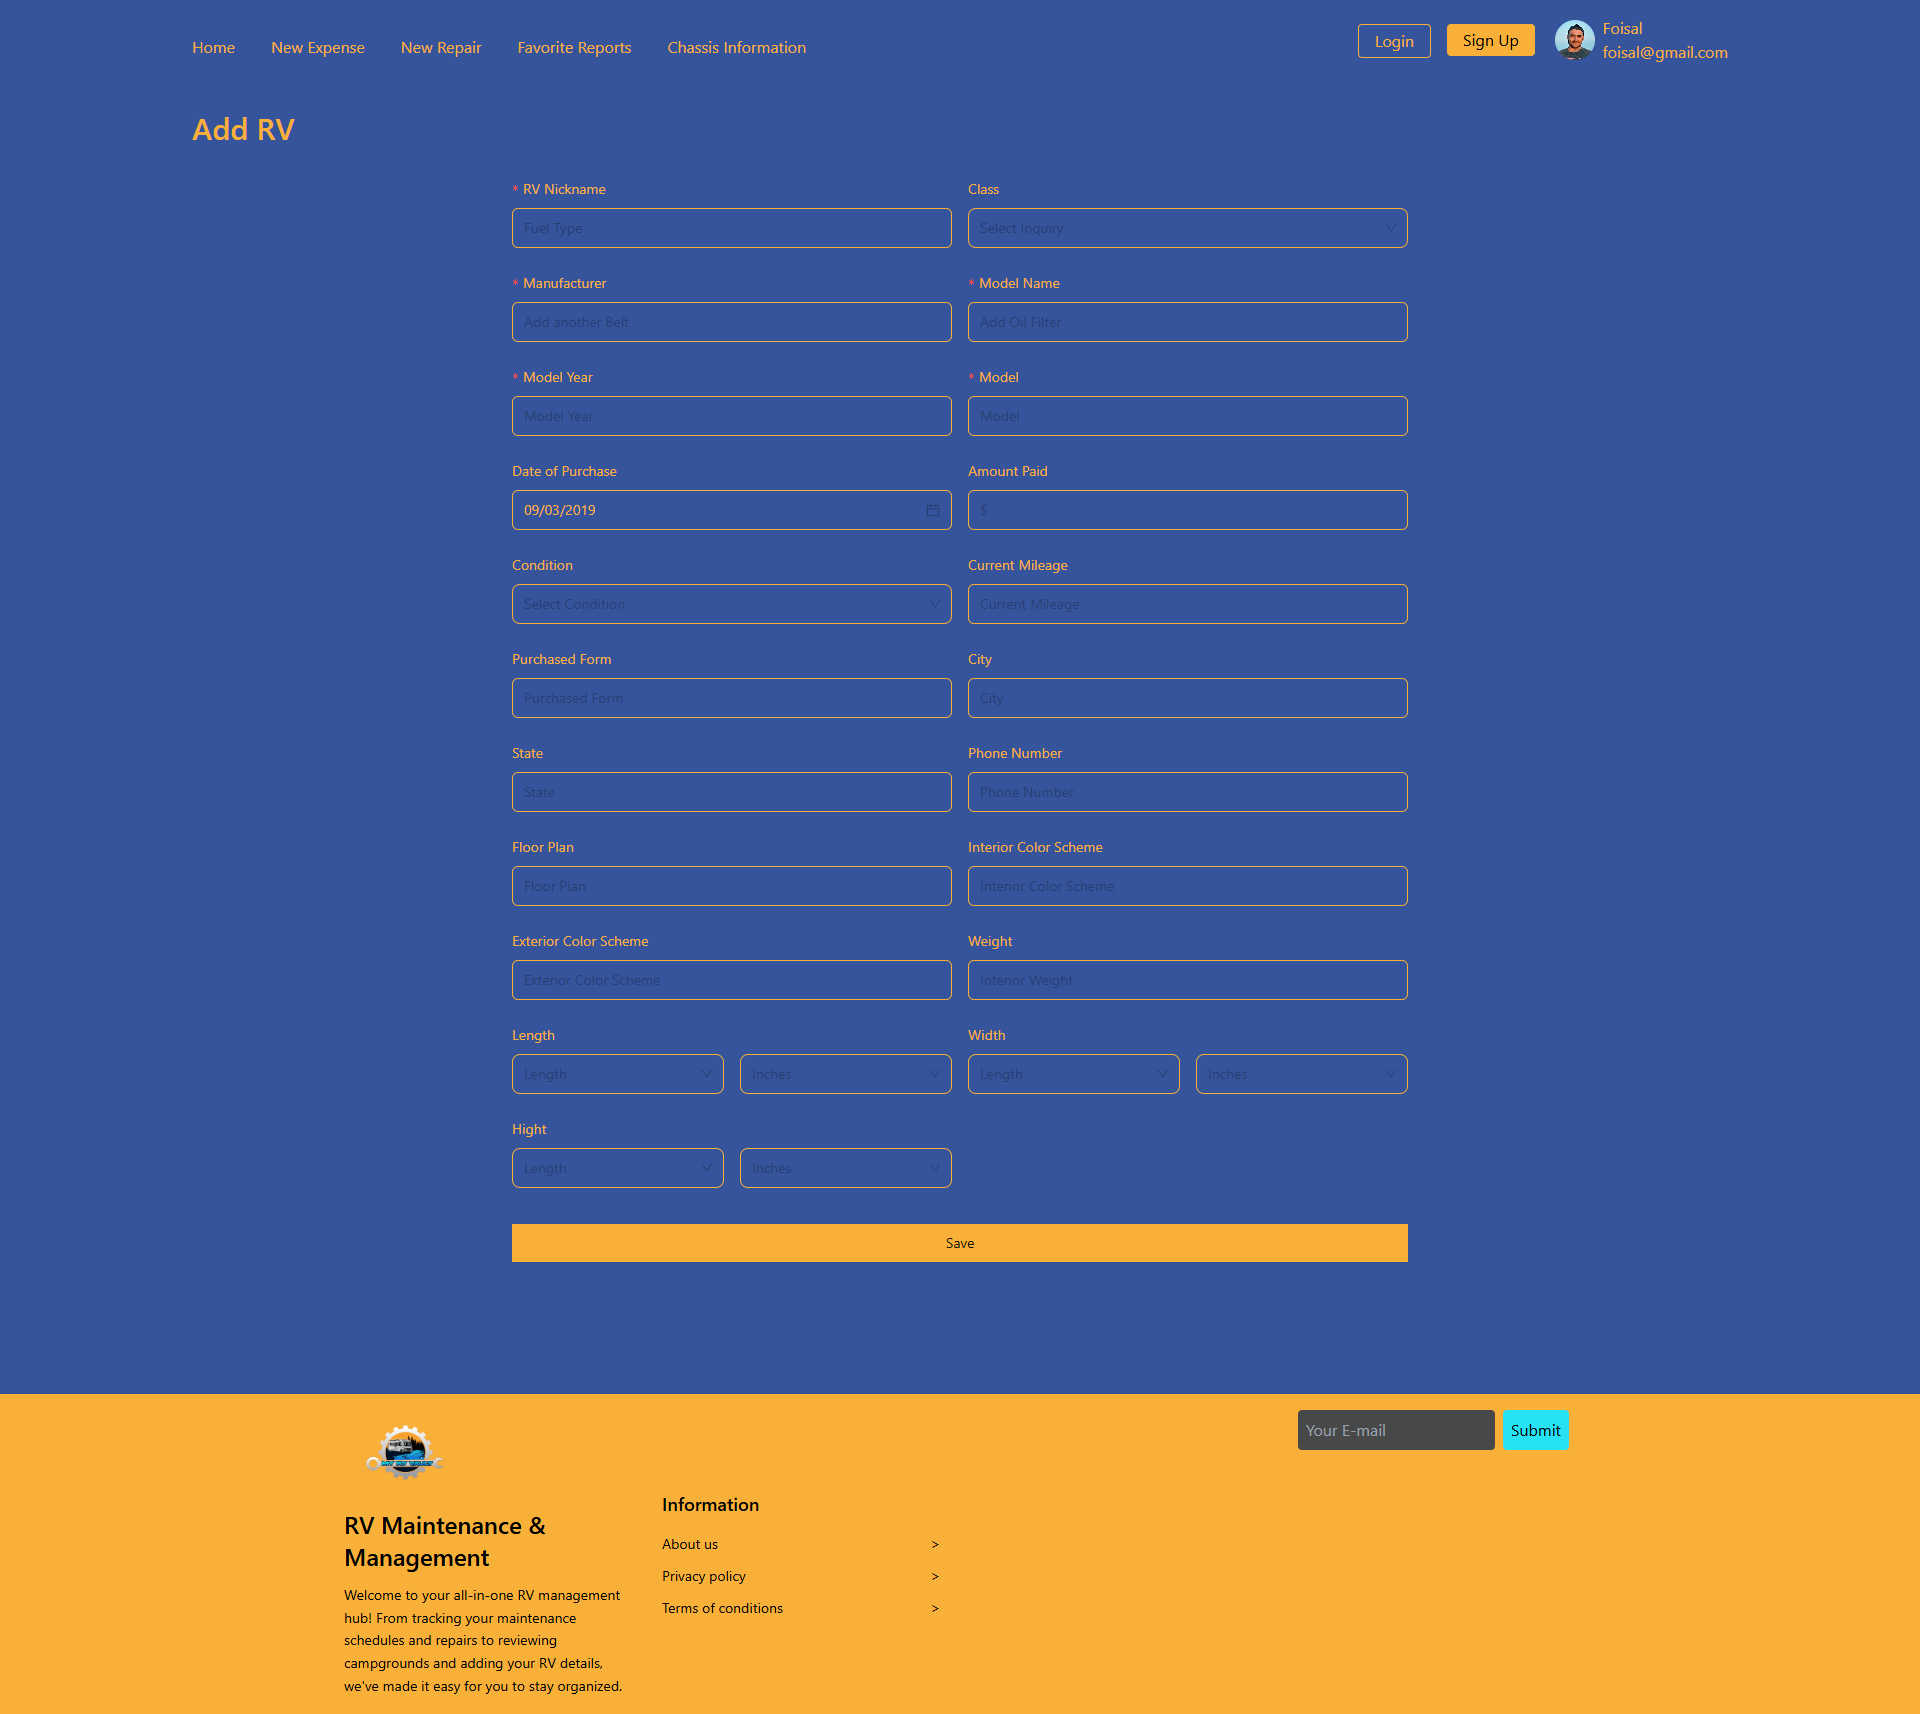 Home New Expense New Repair Favorite Reports Chassis Information Login Sign Up Foisal
foisal@gmail.com
Add RV
* RV Nickname Class
Fuel Type Select Inquiry
* Manufacturer * Model Name
Add another Belt Add Oil Filter
* Model Year * Model
Model Year Model
Date of Purchase Amount Paid
09/03/2019 $
Condition Current Mileage
Select Condition Current Mileage
Purchased Form City
Purchased Form City
State Phone Number
State Phone Number
Floor Plan Interior Color Scheme
Floor Plan Interior Color Scheme
Exterior Color Scheme Weight
Exterior Color Scheme Interior Weight
Length Width
Length Inches Length Inches
Hight
Length Inches
Save
Your E-mail Submit
MY RV VAULT
RV Maintenance &
Management
Welcome to your all-in-one RV management
hub! From tracking your maintenance
schedules and repairs to reviewing
campgrounds and adding your RV details,
we've made it easy for you to stay organized.
Information
About us >
Privacy policy >
Terms of conditions >